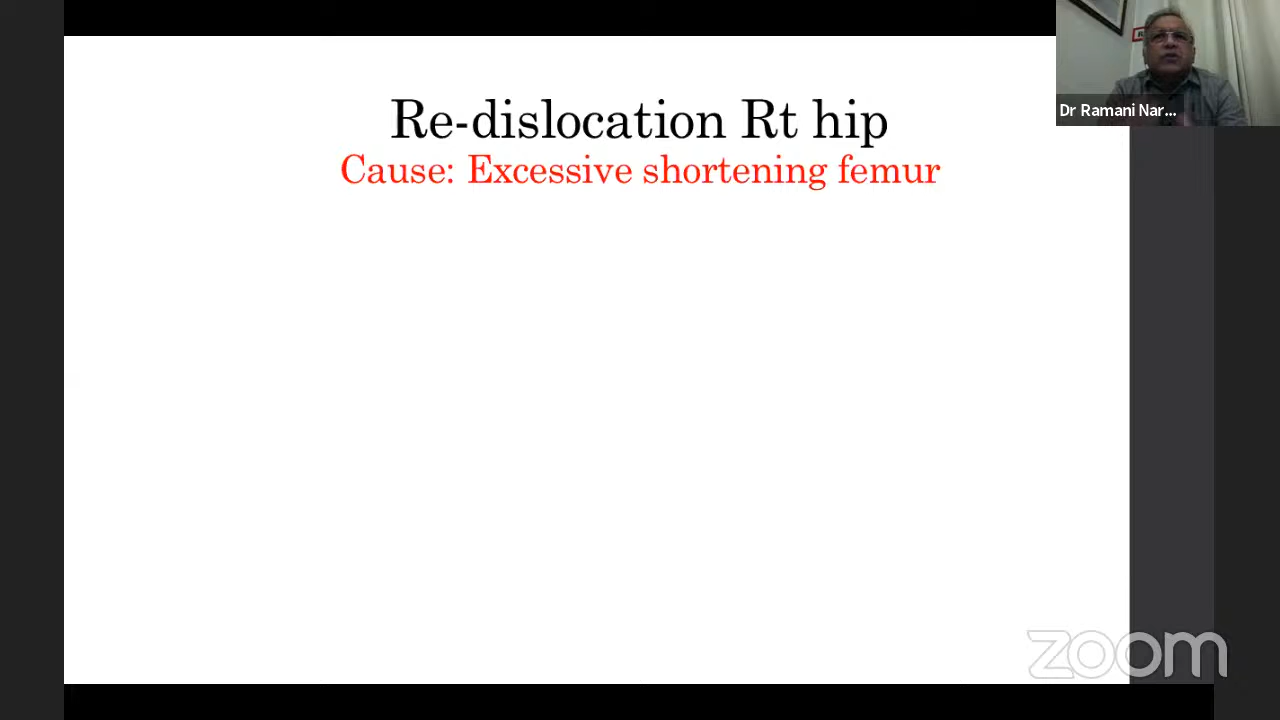 Re-dislocation Rt hip
Cause: Excessive shortening femur
Dr Ramani Nar...
zoom